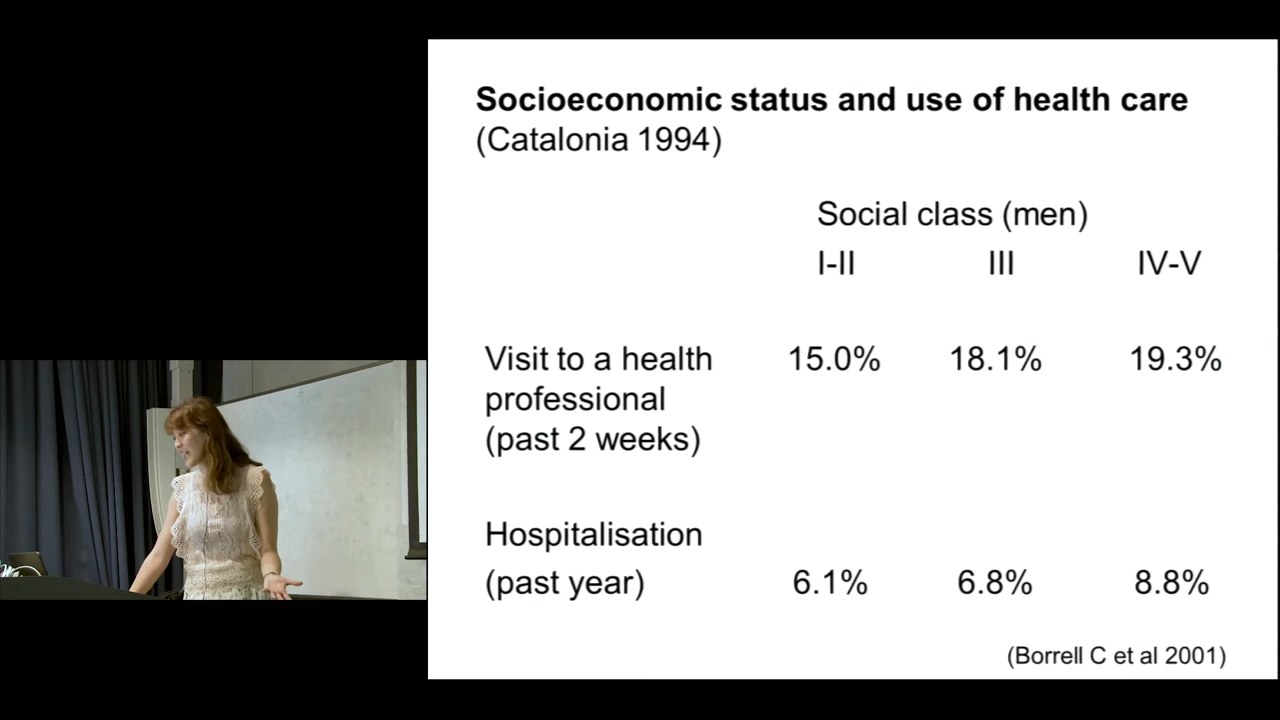 Socioeconomic status and use of health care
(Catalonia 1994)
Social class (men)
I-II III IV-V
Visit to a health 15.0% 18.1% 19.3%
professional
(past 2 weeks)
Hospitalisation
(past year) 6.1% 6.8% 8.8%
(Borrell C et al 2001)